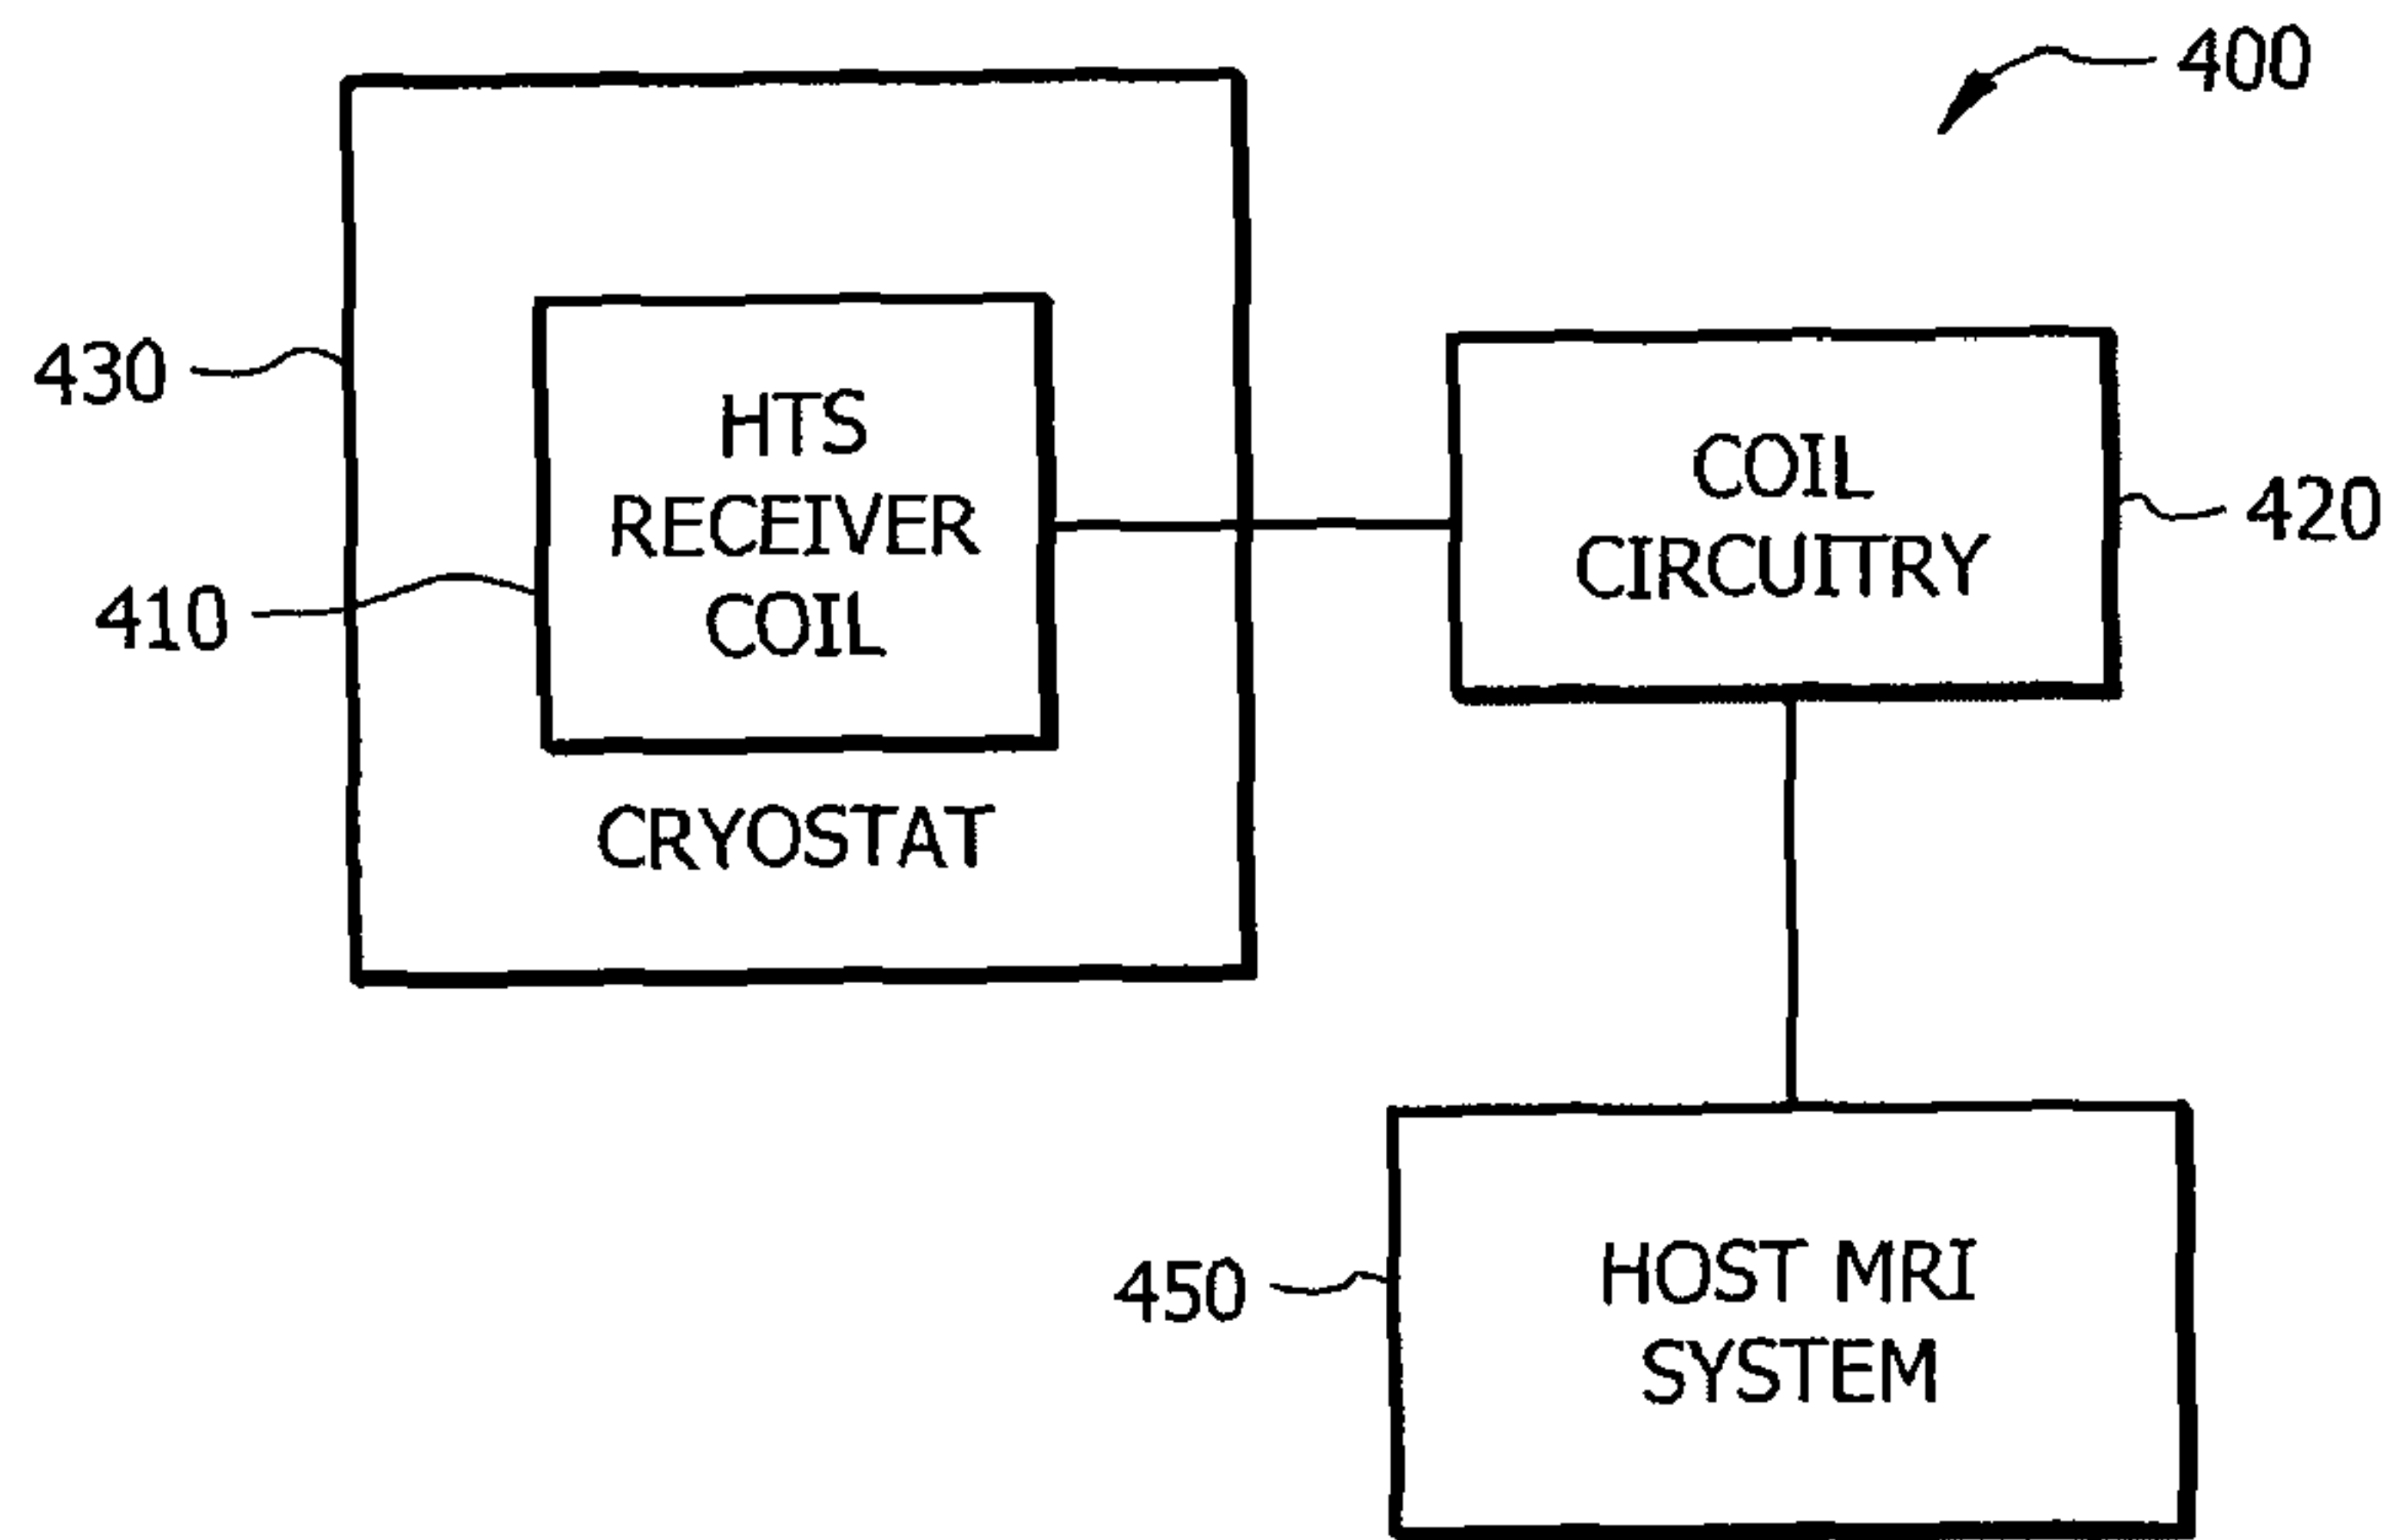 400
430
HTS
RECEIVER
COIL
410
CRYOSTAT
COIL
CIRCUITRY
420
450
HOST MRI
SYSTEM